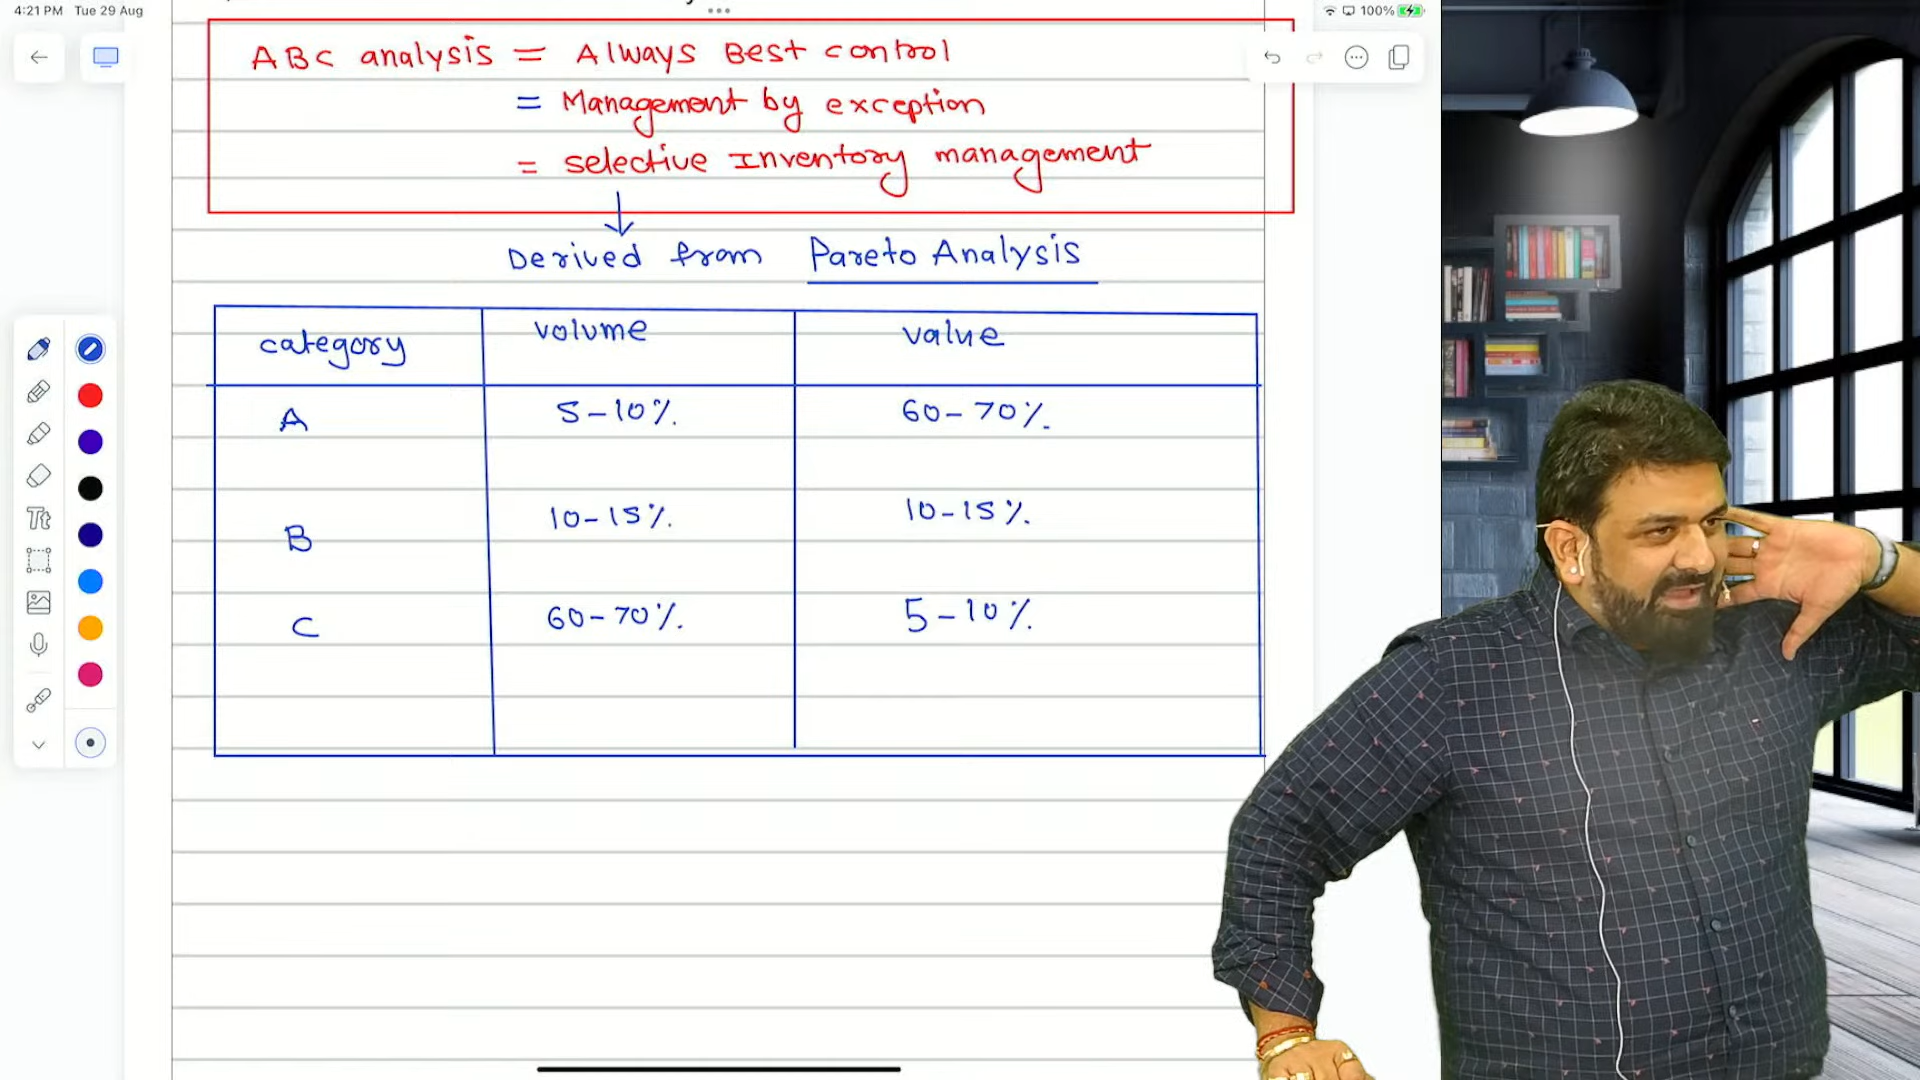 4:21 PM Tue 29 Aug
100%
ABC analysis = Always Best control
= Management by exception
= selective Inventory management
Derived from Pareto Analysis
category volume value
A 5-10% 60-70%
B 10-15% 10-15%
C 60-70% 5-10%
Tt